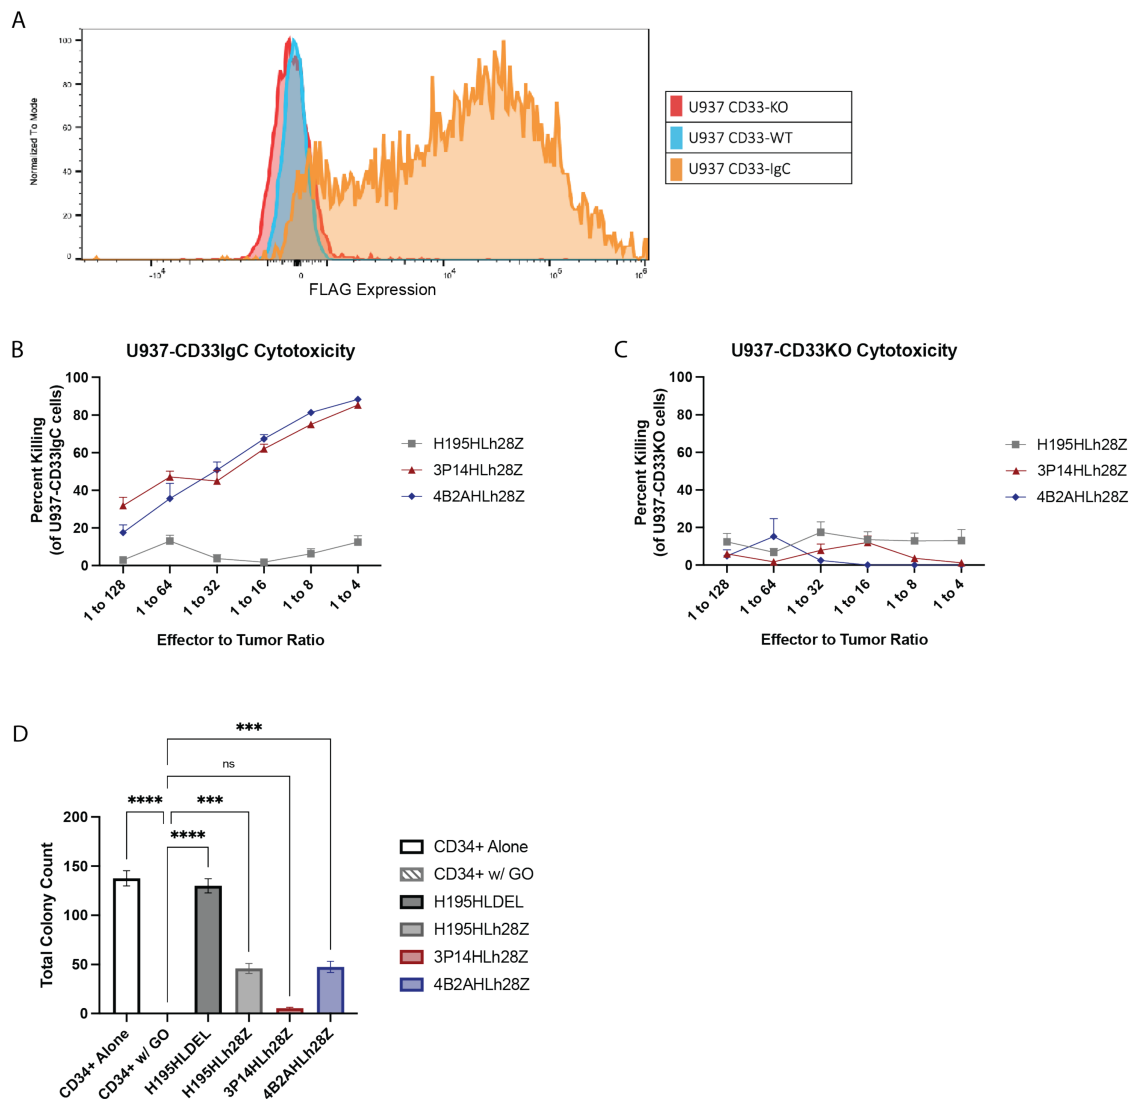 A
100
80
60
40
20
0
Normalized To Mode
0
10⁴
10⁵
10⁶
FLAG Expression
U937 CD33-KO
U937 CD33-WT
U937 CD33-IgC
B
U937-CD33IgC Cytotoxicity
Percent Killing
(of U937-CD33IgC cells)
100
80
60
40
20
0
1 to 128
1 to 64
1 to 32
1 to 16
1 to 8
1 to 4
Effector to Tumor Ratio
H195HLh28Z
3P14HLh28Z
4B2AHLh28Z
C
U937-CD33KO Cytotoxicity
Percent Killing
(of U937-CD33KO cells)
100
80
60
40
20
0
1 to 128
1 to 64
1 to 32
1 to 16
1 to 8
1 to 4
Effector to Tumor Ratio
H195HLh28Z
3P14HLh28Z
4B2AHLh28Z
D
***
ns
****
***
****
Total Colony Count
200
150
100
50
0
CD34+ Alone
CD34+ w/ GO
H195HLDEL
H195HLh28Z
3P14HLh28Z
4B2AHLh28Z
CD34+ Alone
CD34+ w/ GO
H195HLDEL
H195HLh28Z
3P14HLh28Z
4B2AHLh28Z